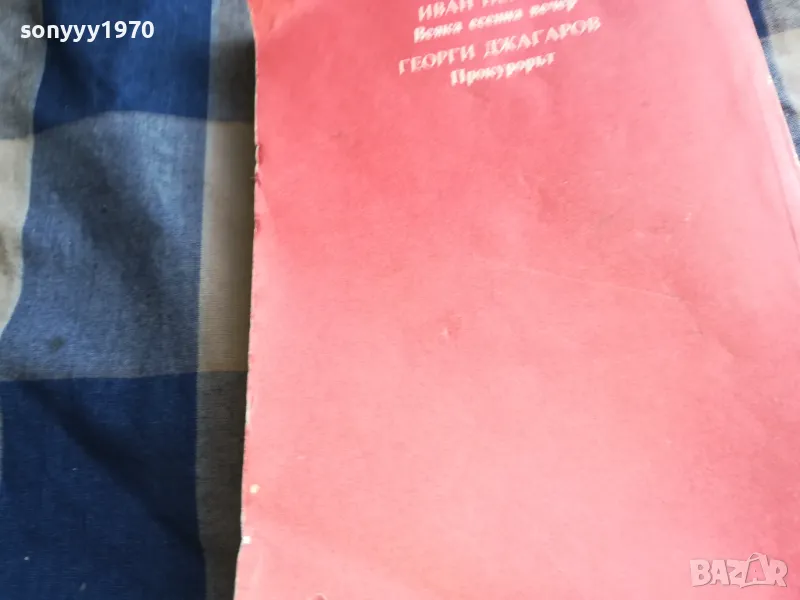 sonyyy1970
ИВАН
Всяка есенна вечер
ГЕОРГИ ДЖАГАРОВ
Прокурорът
BAZAR